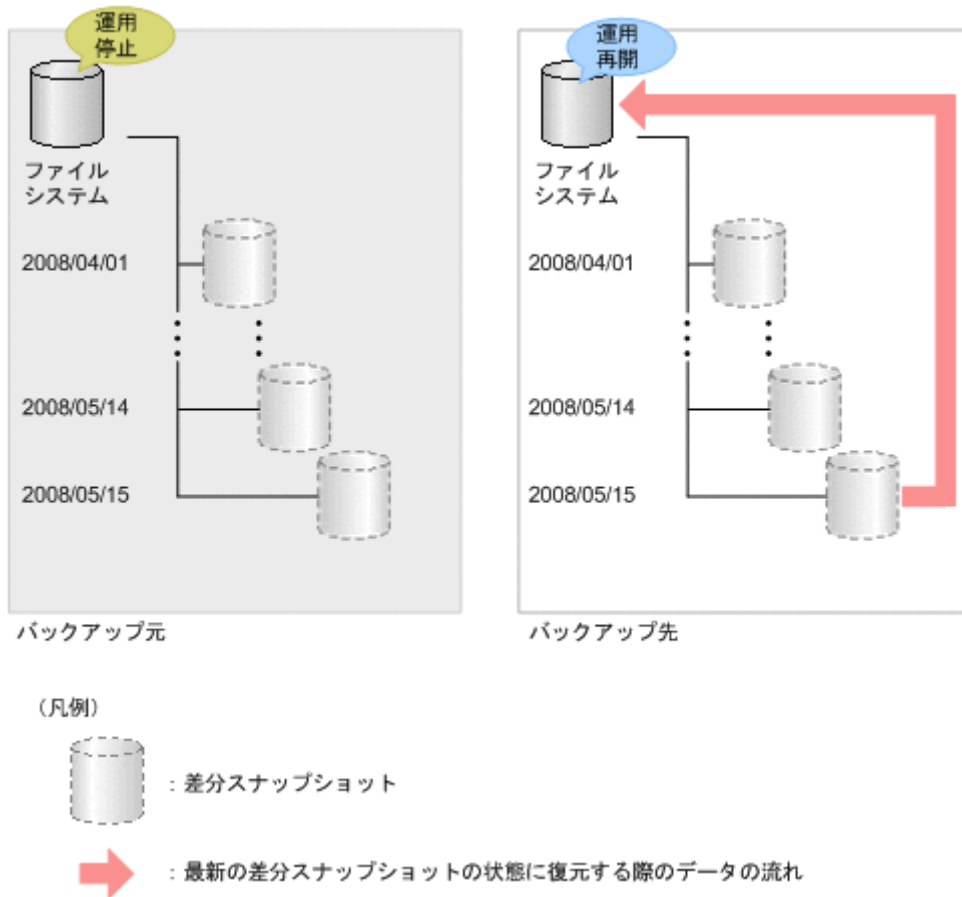 運用
停止
ファイル
システム
2008/04/01
2008/05/14
2008/05/15
バックアップ元
運用
再開
ファイル
システム
2008/04/01
2008/05/14
2008/05/15
バックアップ先
（凡例）
：差分スナップショット
：最新の差分スナップショットの状態に復元する際のデータの流れ